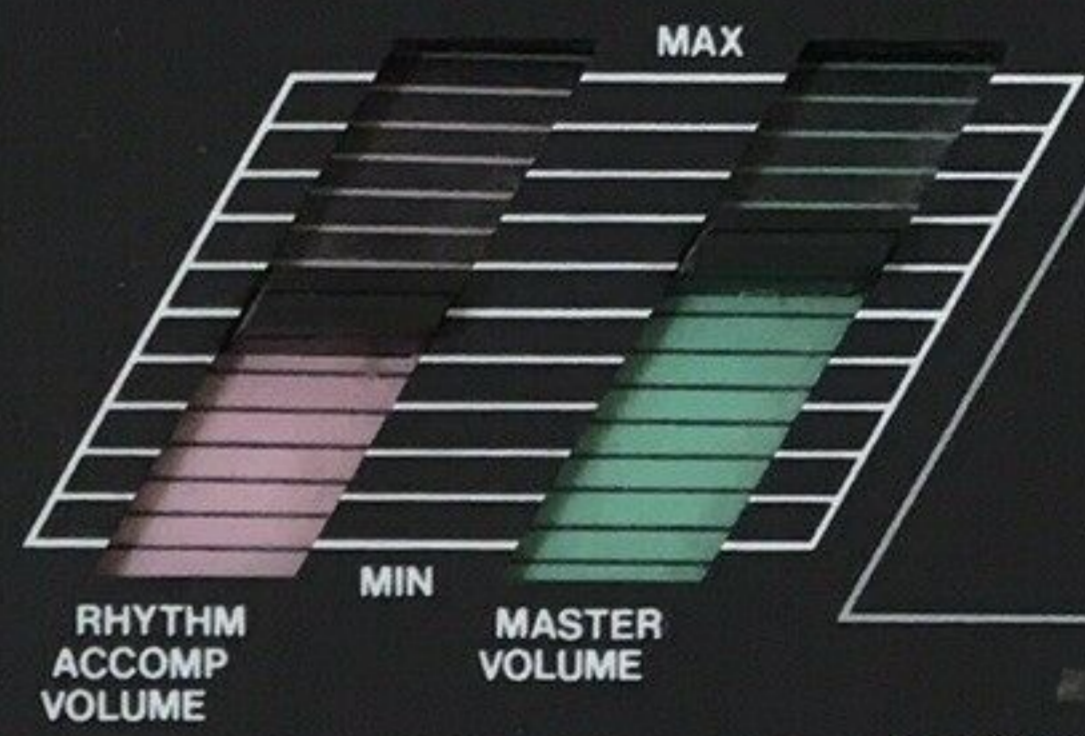 MAX
MIN
RHYTHM
ACCOMP
VOLUME
MASTER
VOLUME